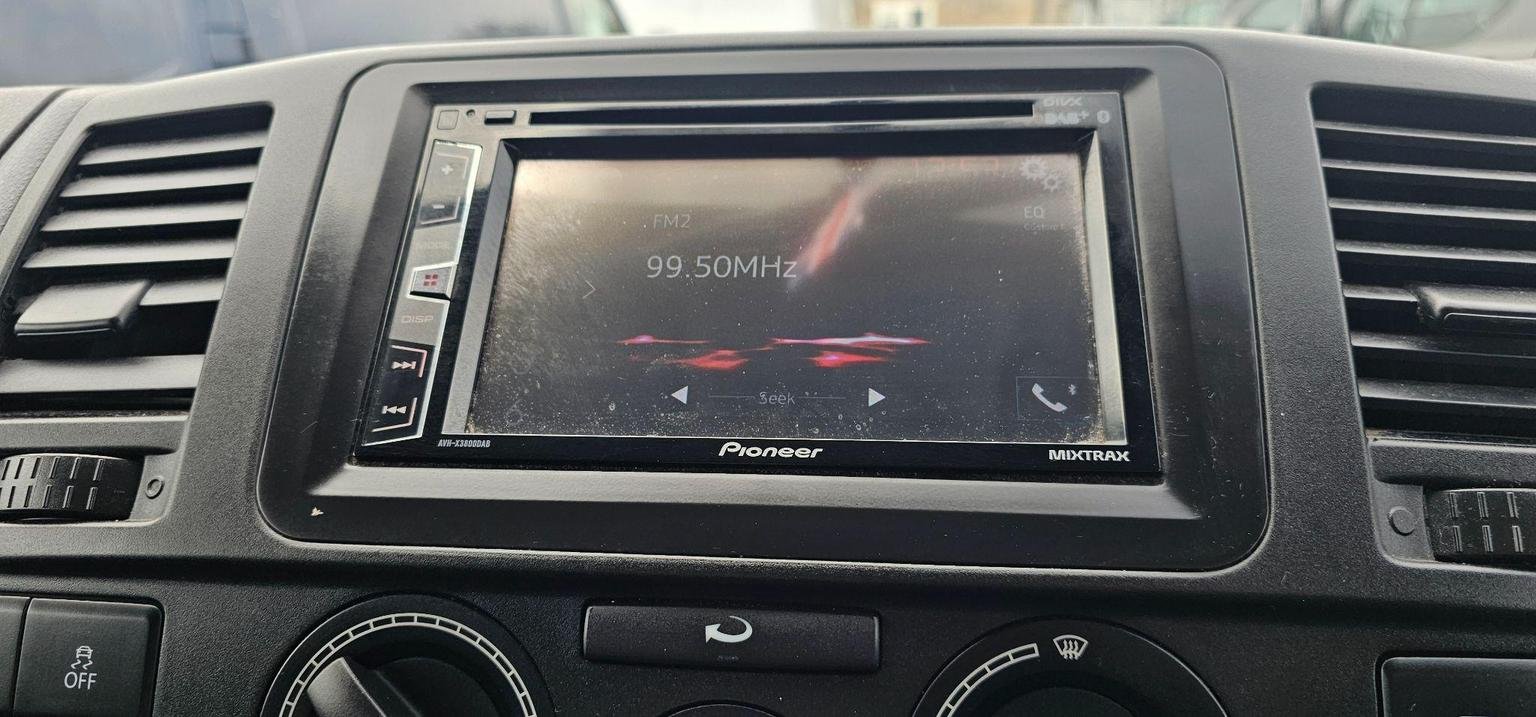 DIVX
DAB+
MODE
FM2
EQ
99.50MHz
DISP
Seek
AVH-X3800DAB
Pioneer
MIXTRAX
OFF